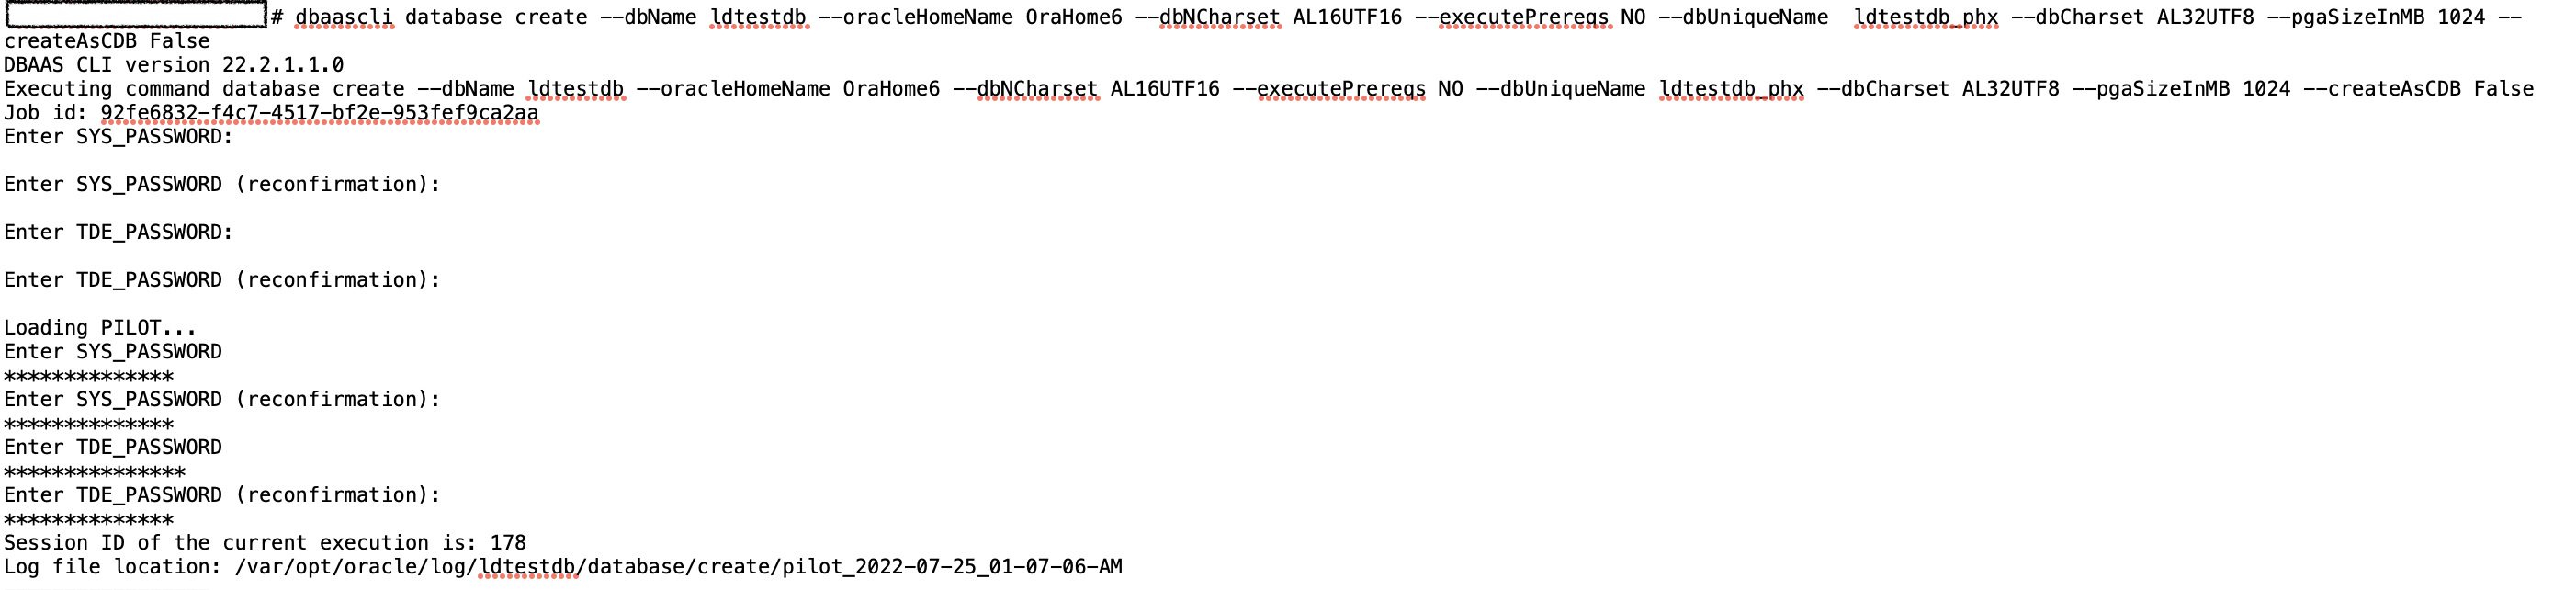 # dbaascli database create --dbName ldtestdb --oracleHomeName OraHome6 --dbNCharset AL16UTF16 --executePrereqs NO --dbUniqueName  ldtestdb_phx --dbCharset AL32UTF8 --pgaSizeInMB 1024 --
createAsCDB False
DBAAS CLI version 22.2.1.1.0
Executing command database create --dbName ldtestdb --oracleHomeName OraHome6 --dbNCharset AL16UTF16 --executePrereqs NO --dbUniqueName ldtestdb_phx --dbCharset AL32UTF8 --pgaSizeInMB 1024 --createAsCDB False
Job id: 92fe6832-f4c7-4517-bf2e-953fef9ca2aa
Enter SYS_PASSWORD:
Enter SYS_PASSWORD (reconfirmation):
Enter TDE_PASSWORD:
Enter TDE_PASSWORD (reconfirmation):
Loading PILOT...
Enter SYS_PASSWORD
**************
Enter SYS_PASSWORD (reconfirmation):
**************
Enter TDE_PASSWORD
***************
Enter TDE_PASSWORD (reconfirmation):
**************
Session ID of the current execution is: 178
Log file location: /var/opt/oracle/log/ldtestdb/database/create/pilot_2022-07-25_01-07-06-AM